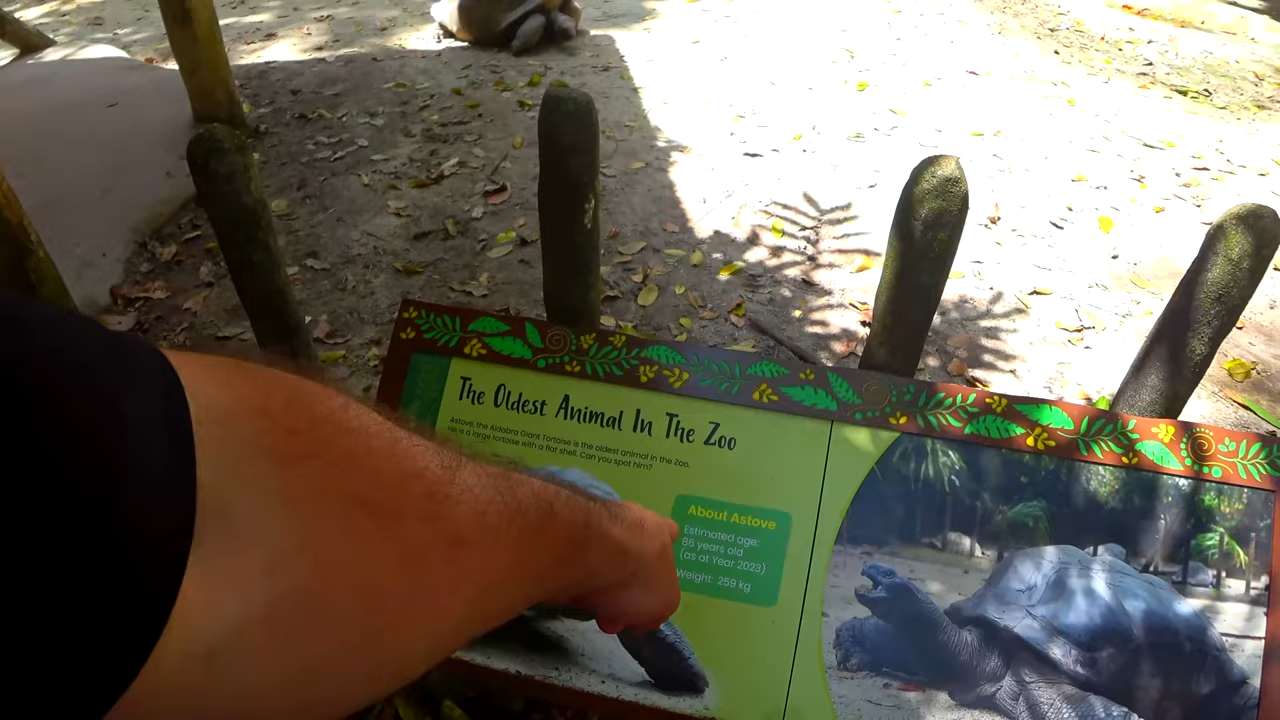 The Oldest Animal In The Zoo
Astove, the Aldabra Giant Tortoise is the oldest animal in the Zoo.
He is a large tortoise with a flat shell. Can you spot him?
About Astove
Estimated age:
86 years old
(as at Year 2023)
Weight: 259 kg